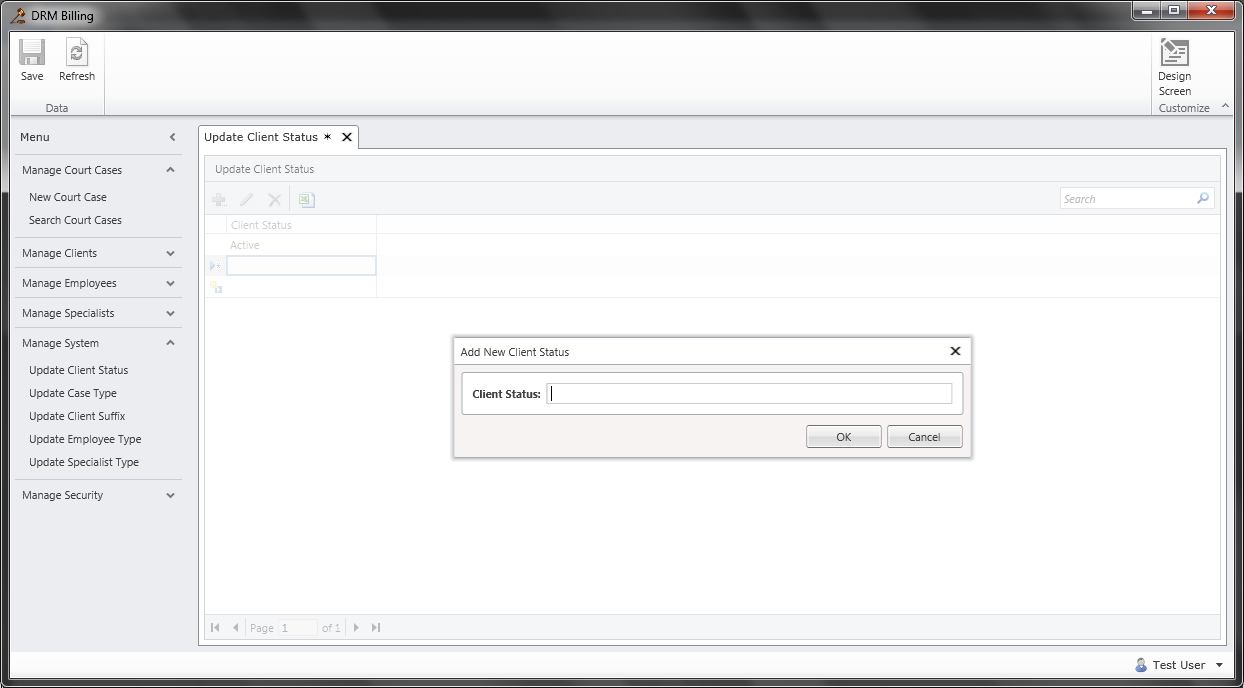 DRM Billing
Save
Refresh
Data
Design
Screen
Customize
Menu
Manage Court Cases
New Court Case
Search Court Cases
Manage Clients
Manage Employees
Manage Specialists
Manage System
Update Client Status
Update Case Type
Update Client Suffix
Update Employee Type
Update Specialist Type
Manage Security
Update Client Status *
Update Client Status
Search
Client Status
Active
Add New Client Status
Client Status:
OK Cancel
Page 1 of 1
Test User